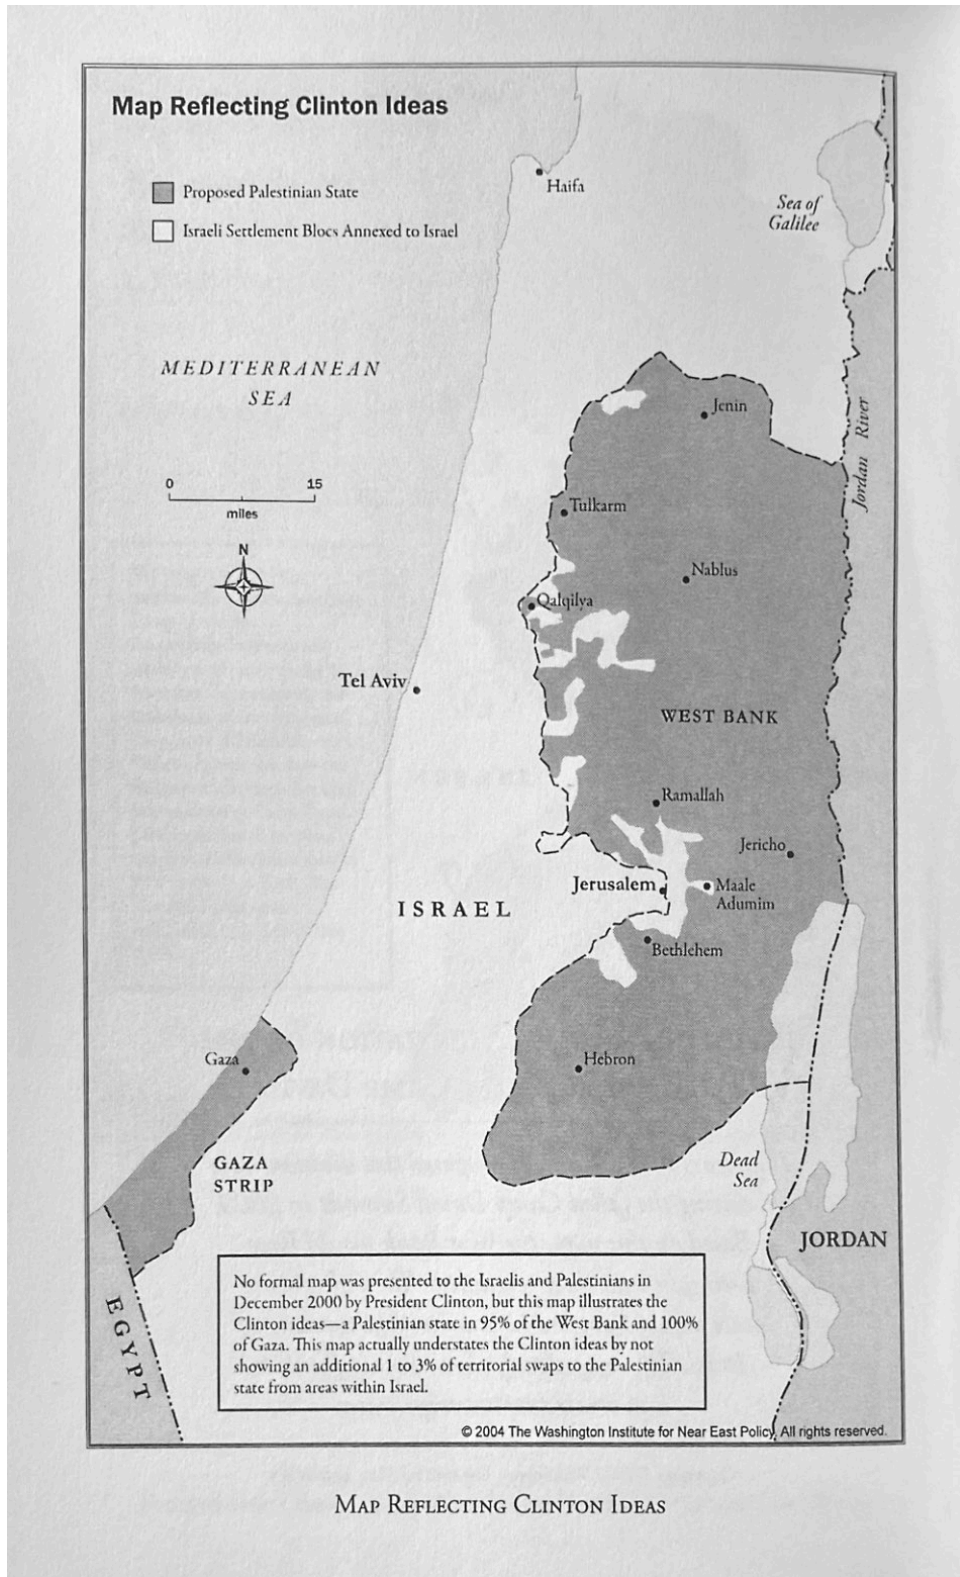 Map Reflecting Clinton Ideas
Proposed Palestinian State
Israeli Settlement Blocs Annexed to Israel
Haifa
Sea of
Galilee
MEDITERRANEAN
SEA
Jenin
Jordan River
0 15
miles
N
Tulkarm
Nablus
Qalqilya
Tel Aviv
WEST BANK
Ramallah
Jericho
Jerusalem
Maale
Adumim
ISRAEL
Bethlehem
Gaza
Hebron
GAZA
STRIP
Dead
Sea
JORDAN
EGYPT
No formal map was presented to the Israelis and Palestinians in
December 2000 by President Clinton, but this map illustrates the
Clinton ideas—a Palestinian state in 95% of the West Bank and 100%
of Gaza. This map actually understates the Clinton ideas by not
showing an additional 1 to 3% of territorial swaps to the Palestinian
state from areas within Israel.
© 2004 The Washington Institute for Near East Policy, All rights reserved.
MAP REFLECTING CLINTON IDEAS